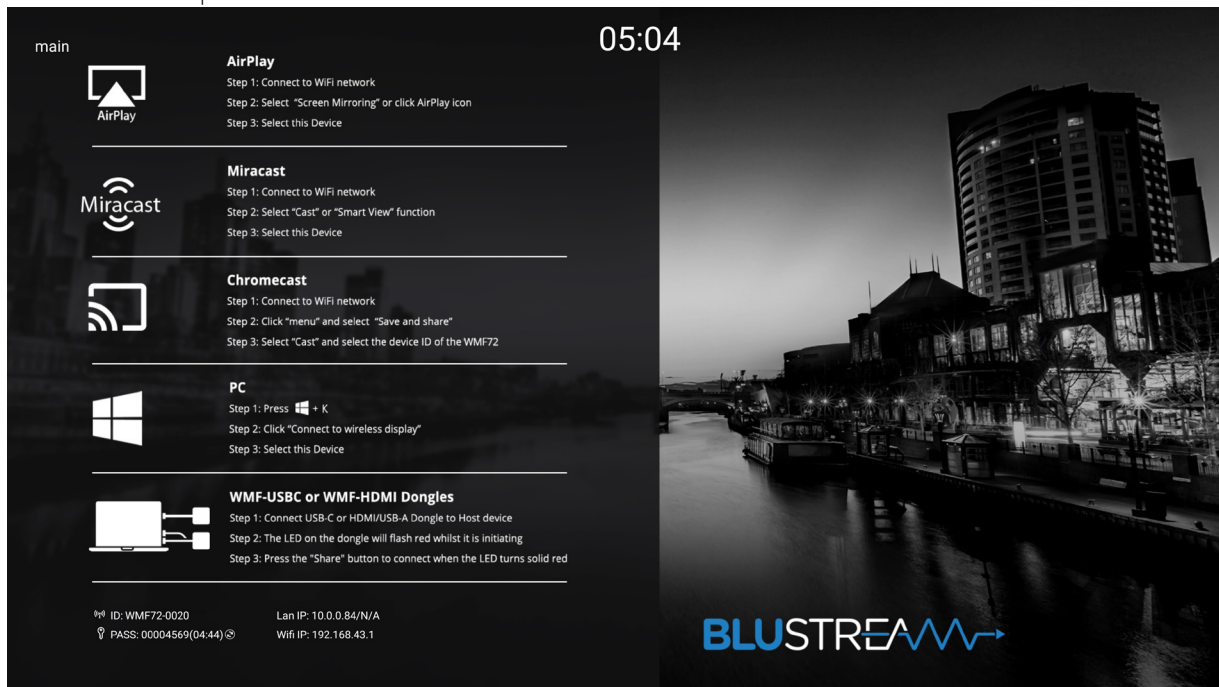 main
05:04
AirPlay
AirPlay
Step 1: Connect to WiFi network
Step 2: Select “Screen Mirroring” or click AirPlay icon
Step 3: Select this Device
Miracast
Miracast
Step 1: Connect to WiFi network
Step 2: Select “Cast” or “Smart View” function
Step 3: Select this Device
Chromecast
Step 1: Connect to WiFi network
Step 2: Click “menu” and select “Save and share”
Step 3: Select “Cast” and select the device ID of the WMF72
PC
Step 1: Press + K
Step 2: Click “Connect to wireless display”
Step 3: Select this Device
WMF-USBC or WMF-HDMI Dongles
Step 1: Connect USB-C or HDMI/USB-A Dongle to Host device
Step 2: The LED on the dongle will flash red whilst it is initiating
Step 3: Press the "Share" button to connect when the LED turns solid red
ID: WMF72-0020
Lan IP: 10.0.0.84/N/A
PASS: 00004569(04:44)
Wifi IP: 192.168.43.1
BLUSTREAM